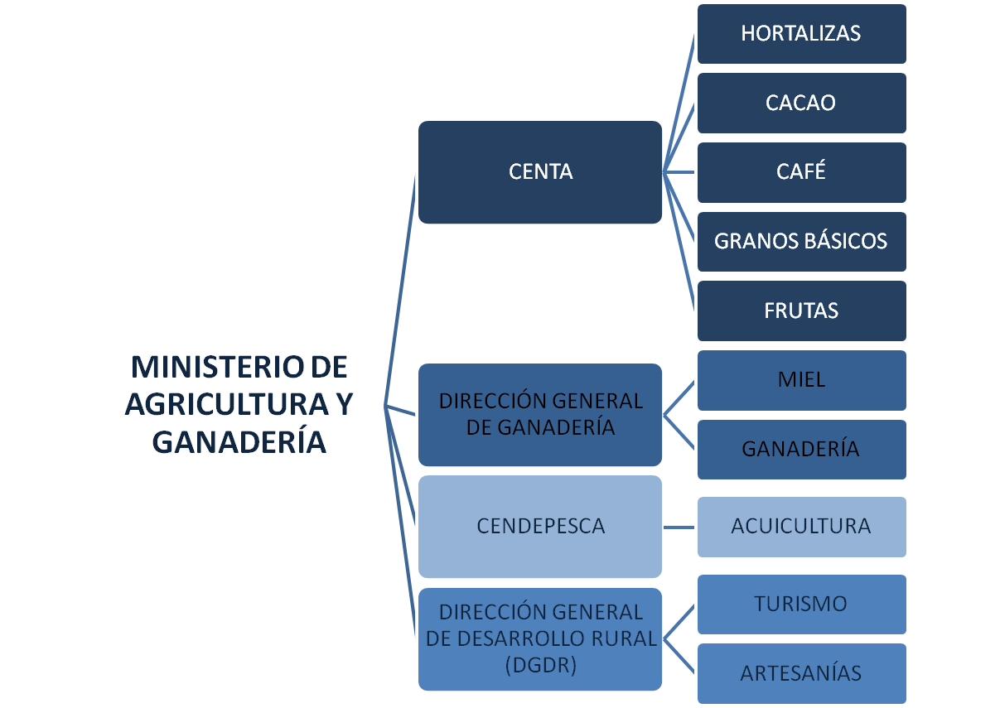 MINISTERIO DE
AGRICULTURA Y
GANADERÍA
CENTA
HORTALIZAS
CACAO
CAFÉ
GRANOS BÁSICOS
FRUTAS
DIRECCIÓN GENERAL
DE GANADERÍA
MIEL
GANADERÍA
CENDEPESCA
ACUICULTURA
DIRECCIÓN GENERAL
DE DESARROLLO RURAL
(DGDR)
TURISMO
ARTESANÍAS